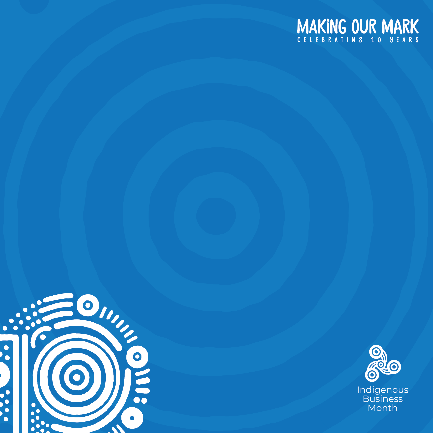 MAKING OUR MARK
CELEBRATING 10 YEARS
Indigenous
Business
Month